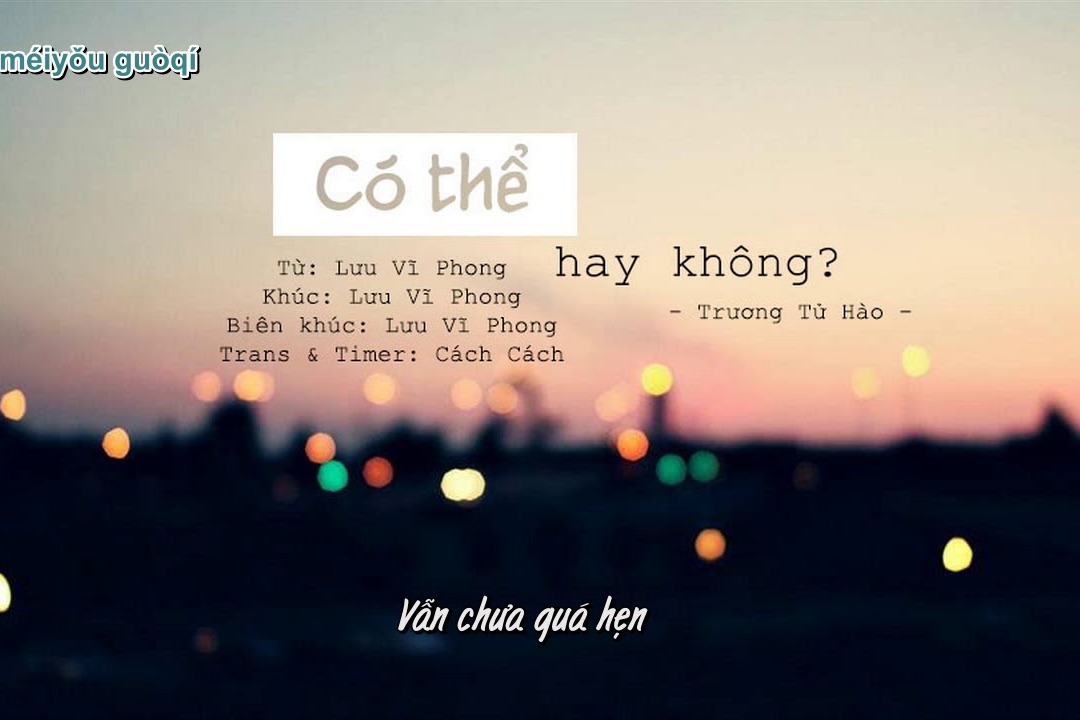 méiyǒu guòqí
Có thể
hay không?
- Trương Tử Hào -
Từ: Lưu Vĩ Phong
Khúc: Lưu Vĩ Phong
Biên khúc: Lưu Vĩ Phong
Trans & Timer: Cách Cách
Vẫn chưa quá hẹn